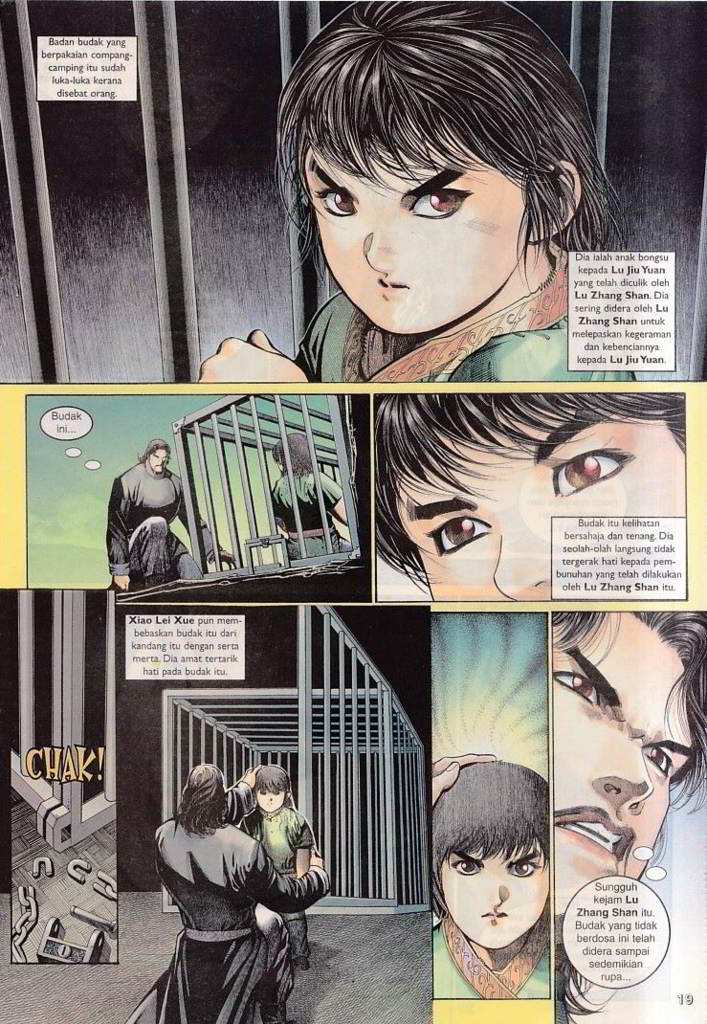 Badan budak yang
berpakaian compang-
camping itu sudah
luka-luka kerana
disebat orang.
Dia ialah anak bongsu
kepada Lu Jiu Yuan
yang telah diculik oleh
Lu Zhang Shan. Dia
sering didera oleh Lu
Zhang Shan untuk
melepaskan kegeraman
dan kebenciannya
kepada Lu Jiu Yuan.
Budak
ini...
Budak itu kelihatan
bersahaja dan tenang. Dia
seolah-olah langsung tidak
tergerak hati kepada pem-
bunuhan yang telah dilakukan
oleh Lu Zhang Shan itu.
CHAK!
Xiao Lei Xue pun mem-
bebaskan budak itu dari
kandang itu dengan serta
merta. Dia amat tertarik
hati pada budak itu.
Sungguh
kejam Lu
Zhang Shan itu.
Budak yang tidak
berdosa ini telah
didera sampai
sedemikian
rupa...
19